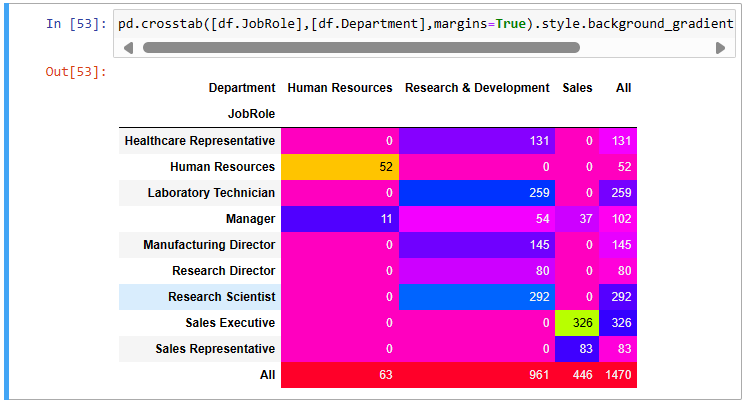 In [53]: pd.crosstab([df.JobRole],[df.Department],margins=True).style.background_gradient
Out[53]:
Department Human Resources Research & Development Sales All
JobRole
Healthcare Representative 0 131 0 131
Human Resources 52 0 0 52
Laboratory Technician 0 259 0 259
Manager 11 54 37 102
Manufacturing Director 0 145 0 145
Research Director 0 80 0 80
Research Scientist 0 292 0 292
Sales Executive 0 0 326 326
Sales Representative 0 0 83 83
All 63 961 446 1470